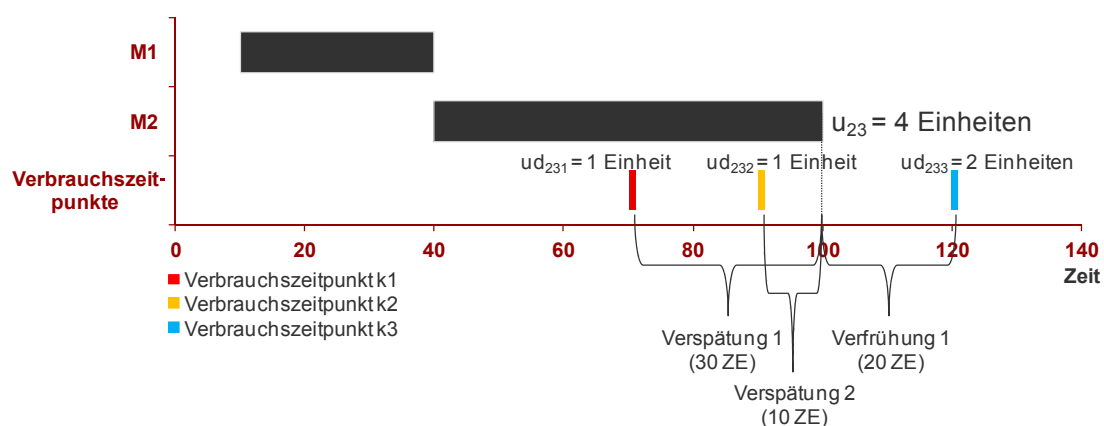 M1
M2
u23 = 4 Einheiten
ud231 = 1 Einheit
ud232 = 1 Einheit
ud233 = 2 Einheiten
Verbrauchszeit-
punkte
0
20
40
60
80
100
120
140
Zeit
Verbrauchszeitpunkt k1
Verbrauchszeitpunkt k2
Verbrauchszeitpunkt k3
Verspätung 1
(30 ZE)
Verfrühung 1
(20 ZE)
Verspätung 2
(10 ZE)